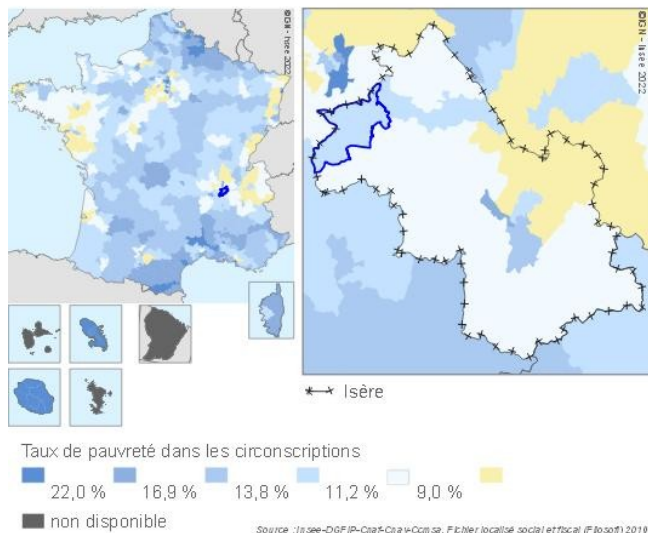 ©IGN - Insee 2022
©IGN - Insee 2022
Isère
Taux de pauvreté dans les circonscriptions
22,0 % 16,9 % 13,8 % 11,2 % 9,0 %
non disponible
Source : Insee-DGFIP-Cnaf-Cnav-Ccmsa, Fichier localisé social et fiscal (Filosofi) 2019